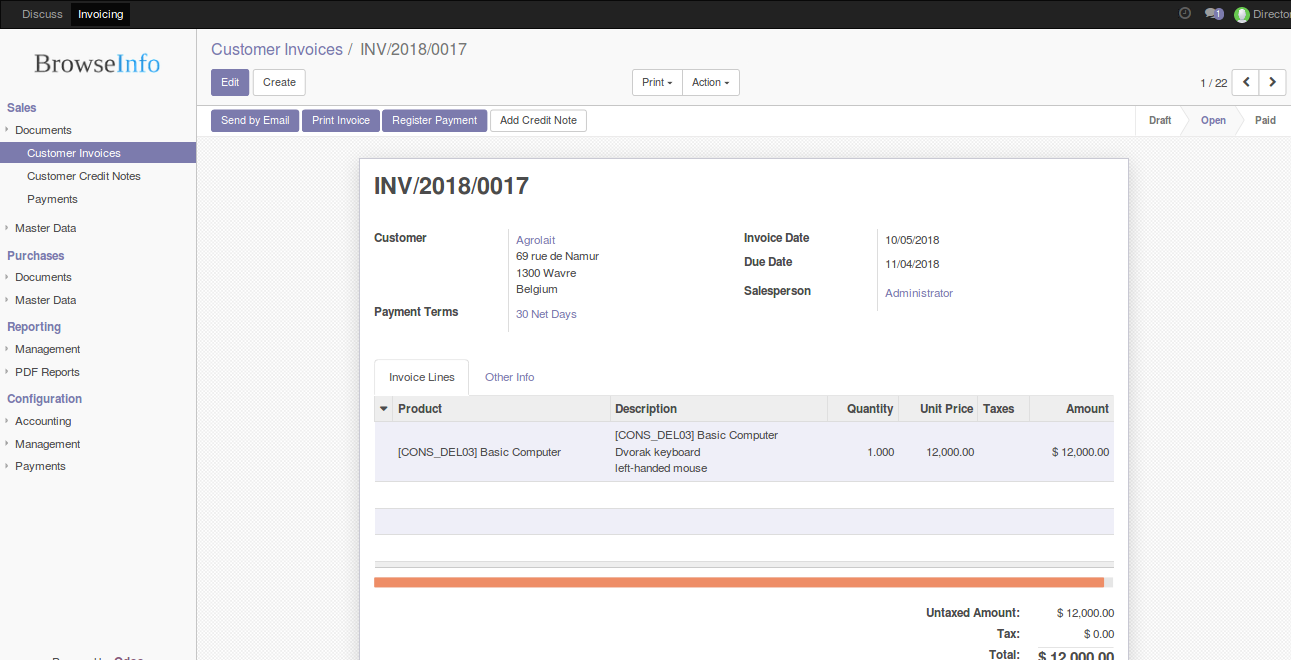 Discuss Invoicing 1 Director
BrowseInfo
Customer Invoices / INV/2018/0017
Edit Create Print Action 1 / 22
Send by Email Print Invoice Register Payment Add Credit Note Draft Open Paid
Sales
Documents
Customer Invoices
Customer Credit Notes
Payments
Master Data
Purchases
Documents
Master Data
Reporting
Management
PDF Reports
Configuration
Accounting
Management
Payments
INV/2018/0017
Customer Agrolait
69 rue de Namur
1300 Wavre
Belgium
Payment Terms 30 Net Days
Invoice Date 10/05/2018
Due Date 11/04/2018
Salesperson Administrator
Invoice Lines Other Info
Product Description Quantity Unit Price Taxes Amount
[CONS_DEL03] Basic Computer [CONS_DEL03] Basic Computer 1.000 12,000.00 $ 12,000.00
Dvorak keyboard
left-handed mouse
Untaxed Amount: $ 12,000.00
Tax: $ 0.00
Total: $ 12,000.00